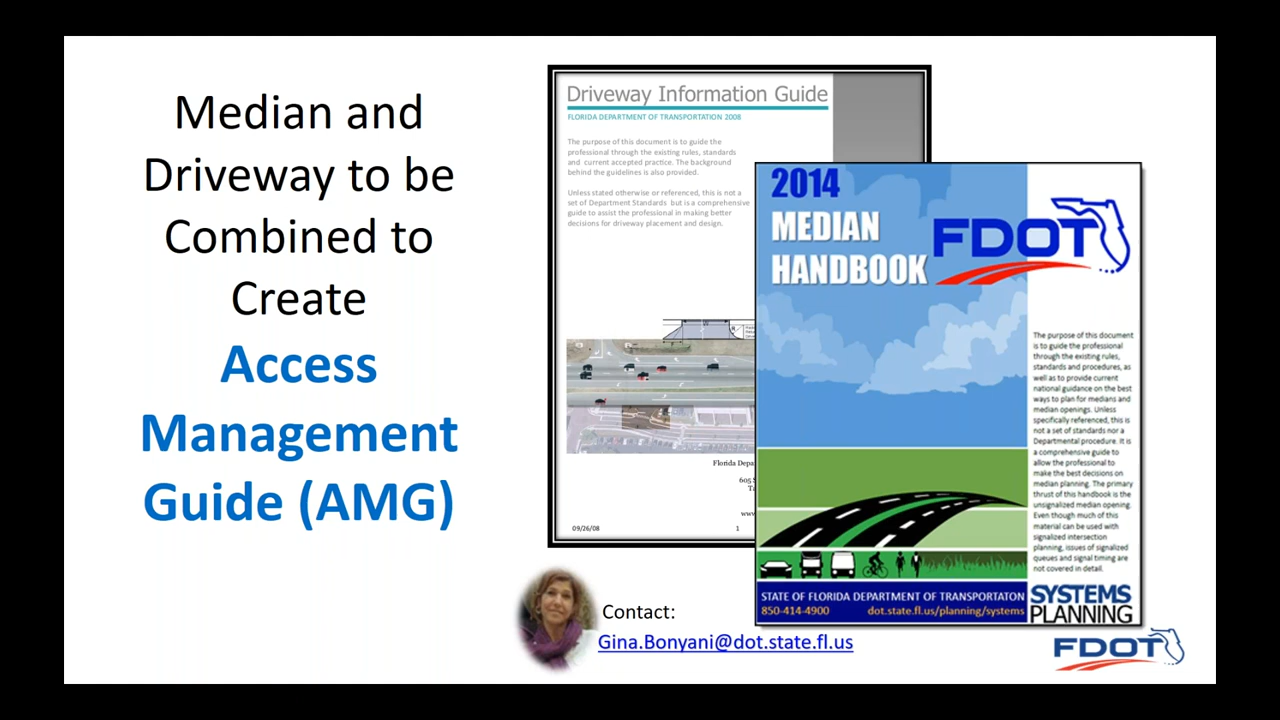 Median and
Driveway to be
Combined to
Create
Access
Management
Guide (AMG)
Driveway Information Guide
FLORIDA DEPARTMENT OF TRANSPORTATION 2008
The purpose of this document is to guide the
professional through the existing rules, standards
and current accepted practice. The background
behind the guidelines is also provided.
Unless stated otherwise or referenced, this is not a
set of Department Standards but is a comprehensive
guide to assist the professional in making better
decisions for driveway placement and design.
Florida Depa
605 S
www
09/26/08
1
2014
MEDIAN
HANDBOOK
FDOT
The purpose of this document
is to guide the professional
through the existing rules,
standards and procedures, as
well as to provide current
national guidance on the best
ways to plan for medians and
median openings. Unless
specifically referenced, this is
not a set of standards nor a
Departmental procedure. It is
a comprehensive guide to
allow the professional to
make the best decisions on
median planning. The primary
thrust of this handbook is the
unsignalized median opening.
Even though much of this
material can be used with
signalized intersection
planning, issues of signalized
queues and signal timing are
not covered in detail.
STATE OF FLORIDA DEPARTMENT OF TRANSPORTATON
850-414-4900 dot.state.fl.us/planning/systems
SYSTEMS
PLANNING
Contact:
Gina.Bonyani@dot.state.fl.us
FDOT